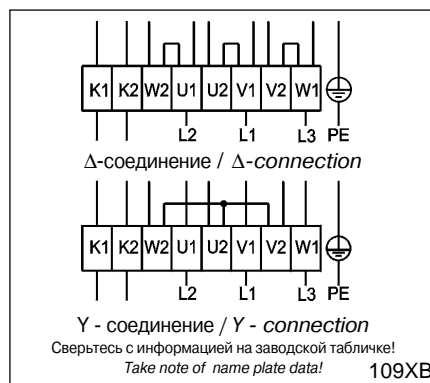 K1 K2 W2 U1 U2 V1 V2 W1
L2 L1 L3 PE
Δ-соединение / Δ-connection
K1 K2 W2 U1 U2 V1 V2 W1
L2 L1 L3 PE
Y - соединение / Y - connection
Сверьтесь с информацией на заводской табличке!
Take note of name plate data!
109XB